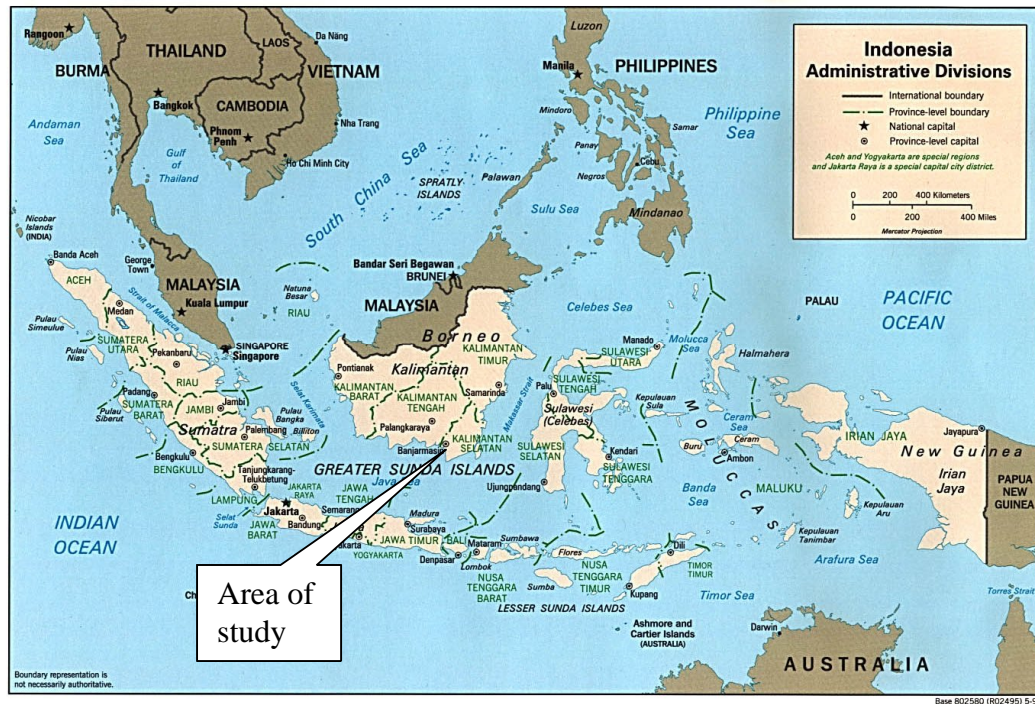 Rangoon
THAILAND
LAOS
Da Nãng
BURMA
VIETNAM
Bangkok
CAMBODIA
Phnom
Penh
Nha Trang
Ho Chi Minh City
Andaman
Sea
Gulf
of
Thailand
South China Sea
SPRATLY
ISLANDS
Luzon
Manila
PHILIPPINES
Mindoro
Samar
Panay
Cebu
Negros
Palawan
Sulu Sea
Mindanao
Philippine
Sea
Indonesia
Administrative Divisions
International boundary
Province-level boundary
National capital
Province-level capital
Aceh and Yogyakarta are special regions
and Jakarta Raya is a special capital city district.
0 200 400 Kilometers
0 200 400 Miles
Mercator Projection
Nicobar
Islands
(INDIA)
Banda Aceh
George
Town
ACEH
MALAYSIA
Kuala Lumpur
Strait of Malacca
Medan
Pulau
Simeulue
SUMATERA
UTARA
Pulau
Nias
SINGAPORE
Singapore
Natuna
Besar
RIAU
Bandar Seri Begawan
BRUNEI
MALAYSIA
Celebes Sea
PALAU
PACIFIC
OCEAN
Pekanbaru
RIAU
Padang
SUMATERA
BARAT
Pulau
Siberut
JAMBI
Jambi
Sumatra
Pulau
Bangka
Billiton
Selat Karimata
Palembang
SUMATERA SELATAN
Bengkulu
BENGKULU
Tanjungkarang-
Telukbetung
LAMPUNG
Borneo
Kalimantan
KALIMANTAN
TIMUR
Pontianak
KALIMANTAN
BARAT
KALIMANTAN
TENGAH
Samarinda
Palangkaraya
Banjarmasin
KALIMANTAN
SELATAN
Makassar Strait
Manado
SULAWESI
UTARA
Molucca
Sea
Halmahera
Palu
SULAWESI
TENGAH
Sulawesi
(Celebes)
Kepulauan
Sula
SULAWESI
SELATAN
Kendari
SULAWESI
TENGGARA
Ujungpandang
MOLUCCAS
Ceram
Sea
Buru
Ceram
Ambon
Banda
Sea
MALUKU
IRIAN JAYA
Jayapura
New Guinea
Irian
Jaya
PAPUA
NEW
GUINEA
Kepulauan
Aru
Kepulauan
Tanimbar
Arafura Sea
GREATER SUNDA ISLANDS
Java Sea
JAKARTA
RAYA
Jakarta
Selat
Sunda
JAWA
BARAT
Bandung
Semarang
JAWA
TENGAH
YOGYAKARTA
Madura
Surabaya
JAWA TIMUR
BALI
Denpasar
Mataram
Lombok
Sumbawa
NUSA
TENGGARA
BARAT
Sumba
Flores
NUSA
TENGGARA
TIMUR
LESSER SUNDA ISLANDS
Kupang
Dili
TIMOR
TIMUR
Timor Sea
INDIAN
OCEAN
Area of
study
Ashmore and
Cartier Islands
(AUSTRALIA)
Darwin
AUSTRALIA
Torres Strait
Boundary representation is
not necessarily authoritative.
Base 802580 (R02495)